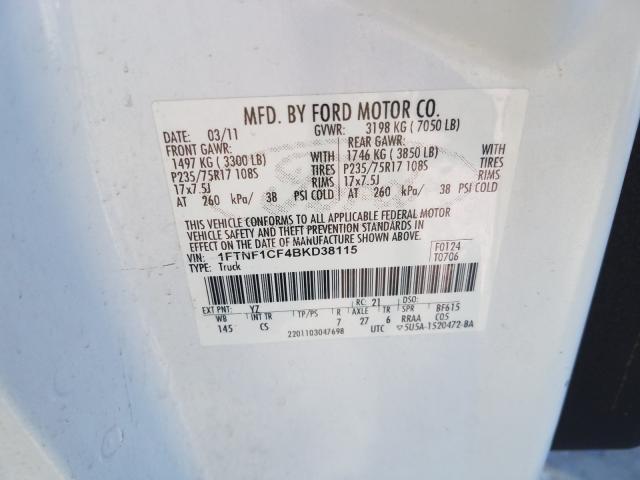 MFD. BY FORD MOTOR CO.
DATE: 03/11 GVWR: 3198 KG ( 7050 LB)
FRONT GAWR: REAR GAWR:
1497 KG ( 3300 LB) WITH 1746 KG ( 3850 LB) WITH
P235/75R17 108S TIRES P235/75R17 108S TIRES
17x7.5J RIMS 17x7.5J RIMS
AT 260 kPa/ 38 PSI COLD AT 260 kPa/ 38 PSI COLD
THIS VEHICLE CONFORMS TO ALL APPLICABLE FEDERAL MOTOR
VEHICLE SAFETY AND THEFT PREVENTION STANDARDS IN
EFFECT ON THE DATE OF MANUFACTURE SHOWN ABOVE.
VIN: 1FTNF1CF4BKD38115 F0124
TYPE: Truck T0706
EXT PNT: YZ RC: 21 DSO:
WB INT TR TP/PS R AXLE TR SPR BF615
145 CS 7 27 6 RRAA C05
2201103047698 UTC ▽5U5A-1520472-BA